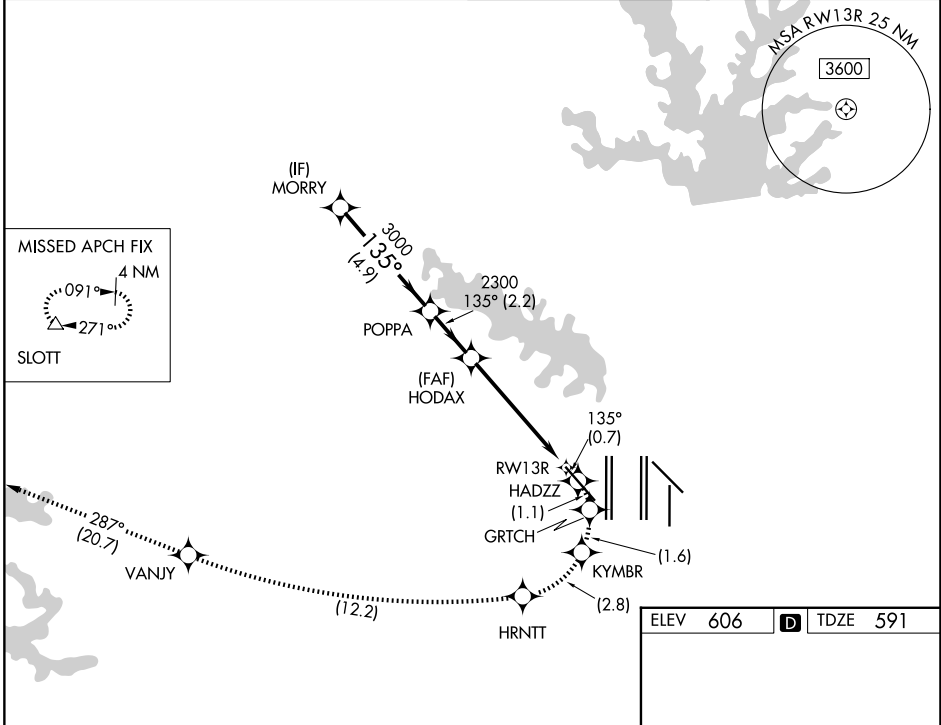 MSA RW13R 25 NM
3600
(IF)
MORRY
3000
135°
(4.9)
MISSED APCH FIX
4 NM
091°
271°
SLOTT
2300
135° (2.2)
POPPA
(FAF)
HODAX
135°
(0.7)
RW13R
HADZZ
(1.1)
GRTCH
(1.6)
KYMBR
287°
(20.7)
VANJY
(12.2)
(2.8)
HRNTT
ELEV 606 D TDZE 591